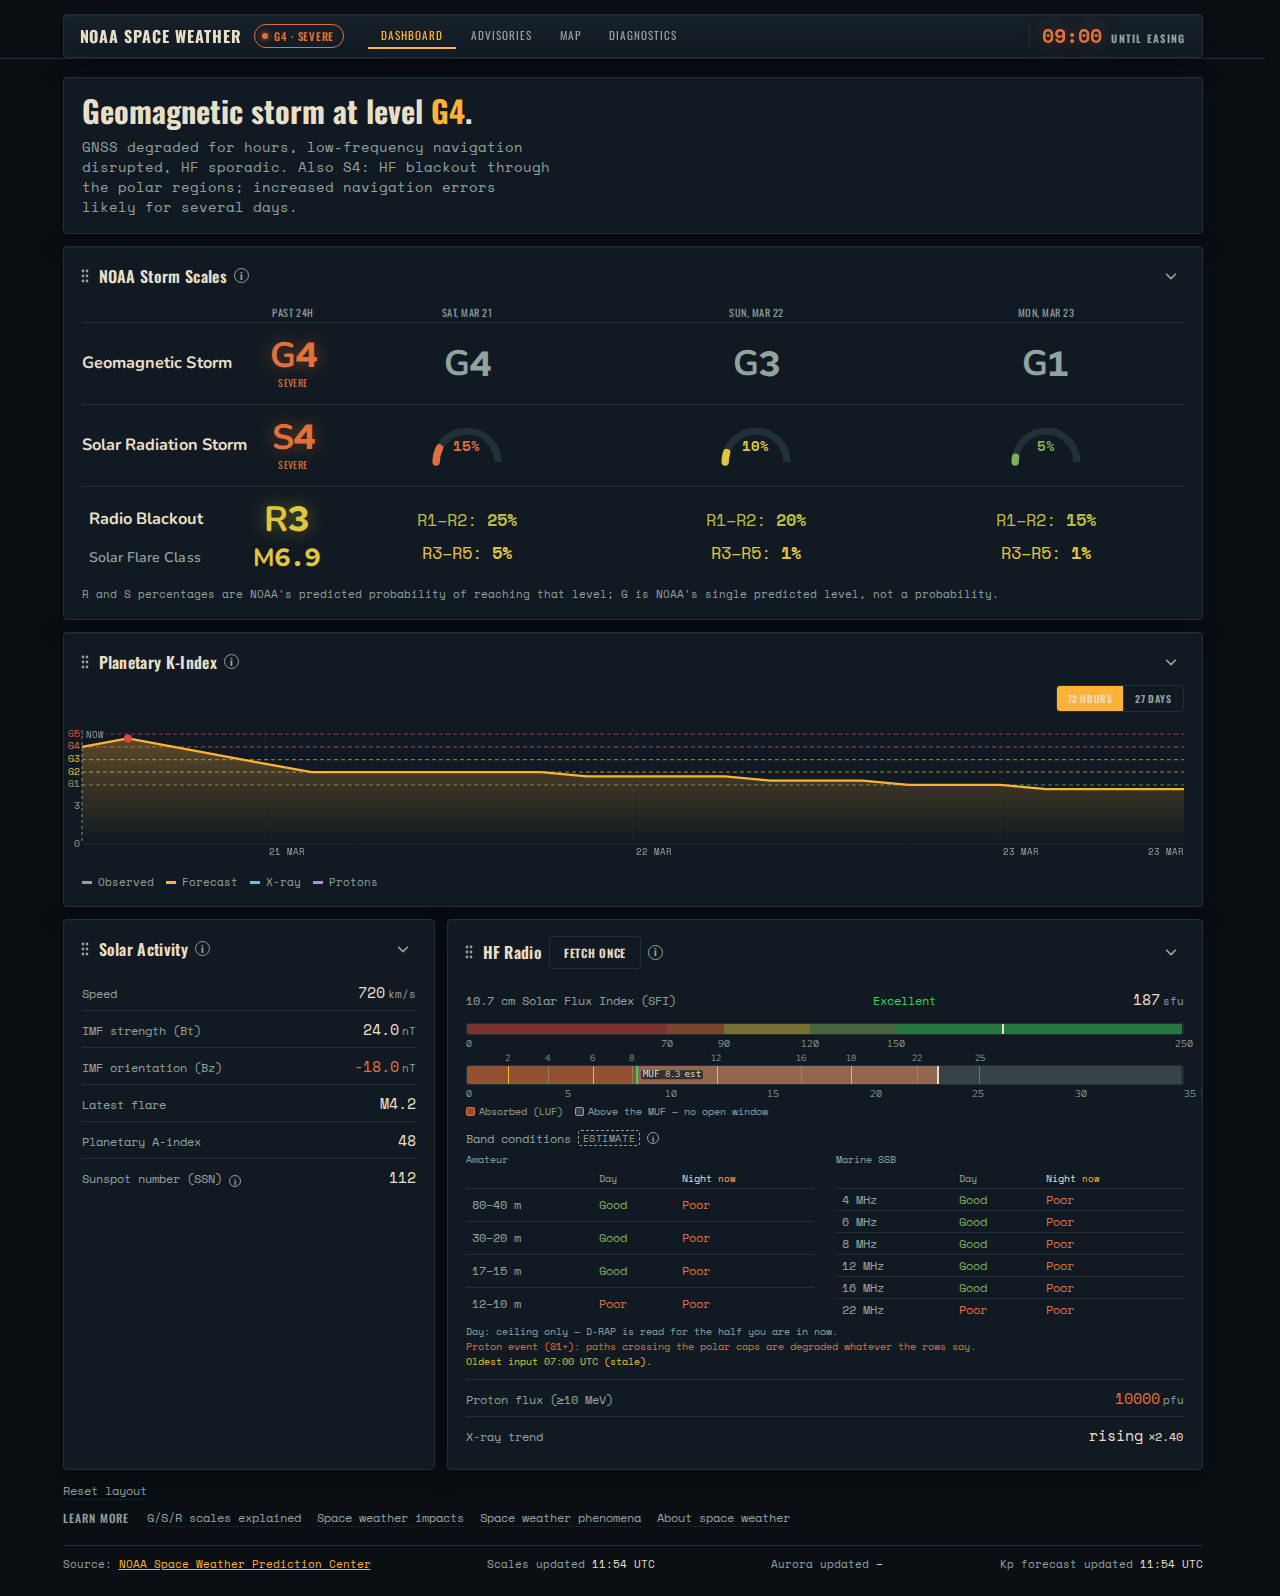 NOAA SPACE WEATHER
G4 · SEVERE
DASHBOARD
ADVISORIES
MAP
DIAGNOSTICS
09:00 UNTIL EASING
Geomagnetic storm at level G4.
GNSS degraded for hours, low-frequency navigation
disrupted, HF sporadic. Also S4: HF blackout through
the polar regions; increased navigation errors
likely for several days.
NOAA Storm Scales
PAST 24H SAT, MAR 21 SUN, MAR 22 MON, MAR 23
Geomagnetic Storm G4 G4 G3 G1
SEVERE
Solar Radiation Storm S4 15% 10% 5%
SEVERE
Radio Blackout R3 R1–R2: 25% R1–R2: 20% R1–R2: 15%
Solar Flare Class M6.9 R3–R5: 5% R3–R5: 1% R3–R5: 1%
R and S percentages are NOAA's predicted probability of reaching that level; G is NOAA's single predicted level, not a probability.
Planetary K-Index
72 HOURS 27 DAYS
G5 NOW
G4
G3
G2
G1
3
0
21 MAR 22 MAR 23 MAR 23 MAR
Observed Forecast X-ray Protons
Solar Activity
Speed 720 km/s
IMF strength (Bt) 24.0 nT
IMF orientation (Bz) -18.0 nT
Latest flare M4.2
Planetary A-index 48
Sunspot number (SSN) 112
HF Radio FETCH ONCE
10.7 cm Solar Flux Index (SFI) Excellent 187 sfu
0 70 90 120 150 250
2 4 6 8 12 16 18 22 25
MUF 8.3 est
0 5 10 15 20 25 30 35
Absorbed (LUF) Above the MUF — no open window
Band conditions ESTIMATE
Amateur
Day Night now
80–40 m Good Poor
30–20 m Good Poor
17–15 m Good Poor
12–10 m Poor Poor
Marine SSB
Day Night now
4 MHz Good Poor
6 MHz Good Poor
8 MHz Good Poor
12 MHz Good Poor
16 MHz Good Poor
22 MHz Poor Poor
Day: ceiling only — D-RAP is read for the half you are in now.
Proton event (S1+): paths crossing the polar caps are degraded whatever the rows say.
Oldest input 07:00 UTC (stale).
Proton flux (≥10 MeV) 10000 pfu
X-ray trend rising ×2.40
Reset layout
LEARN MORE G/S/R scales explained Space weather impacts Space weather phenomena About space weather
Source: NOAA Space Weather Prediction Center Scales updated 11:54 UTC Aurora updated – Kp forecast updated 11:54 UTC